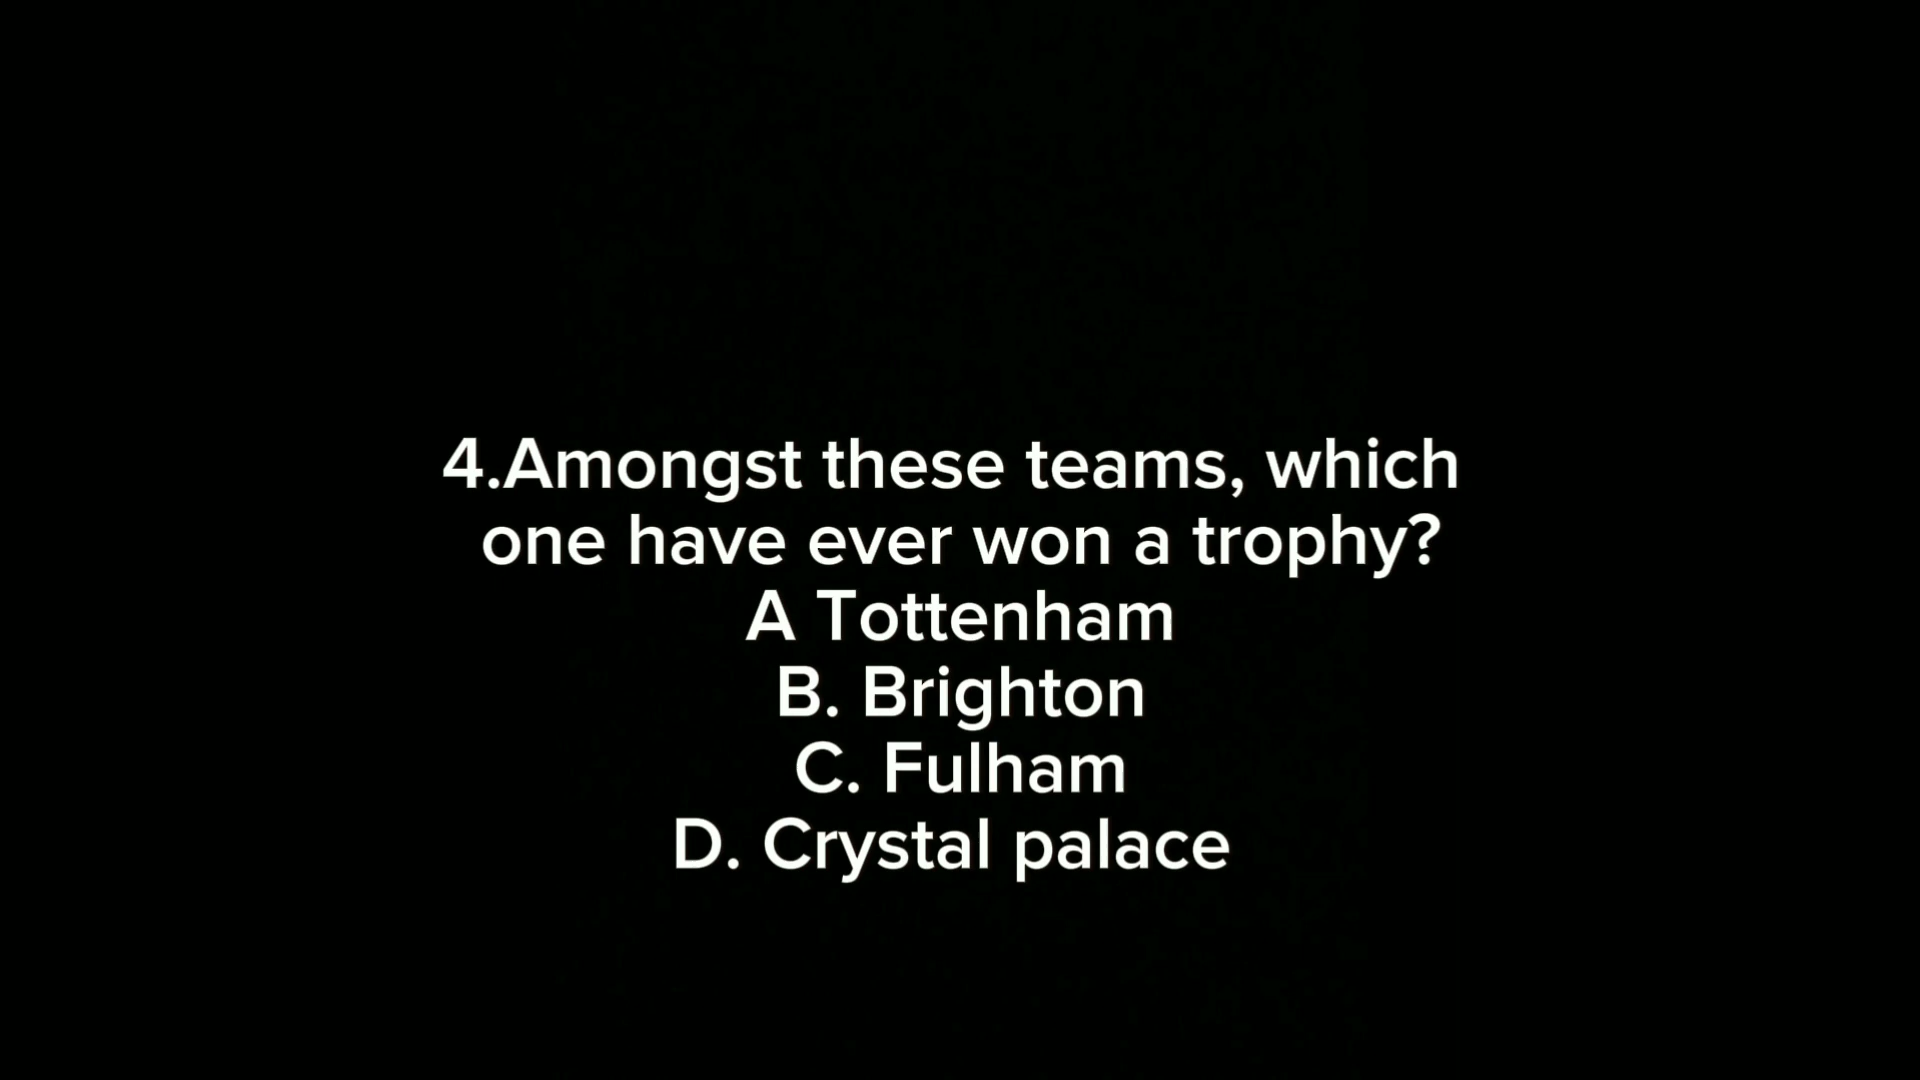 4.Amongst these teams, which
one have ever won a trophy?
A Tottenham
B. Brighton
C. Fulham
D. Crystal palace